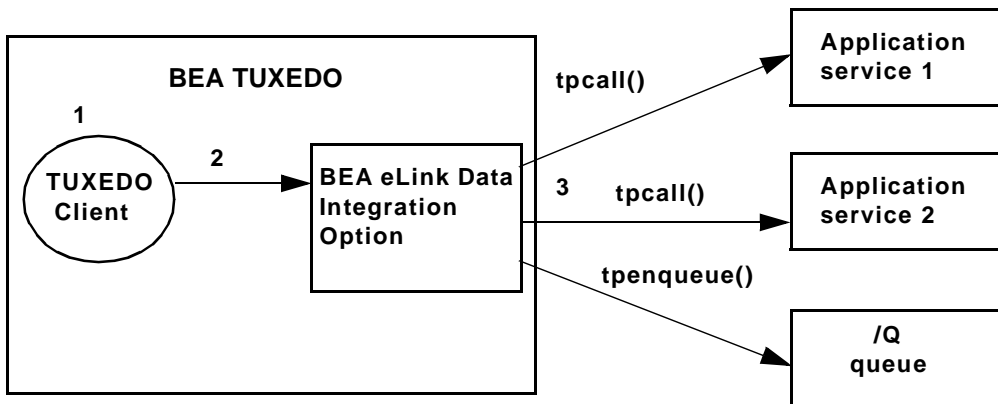 BEA TUXEDO
1
TUXEDO
Client
2
BEA eLink Data
Integration
Option
tpcall()
3
tpcall()
tpenqueue()
Application
service 1
Application
service 2
/Q
queue